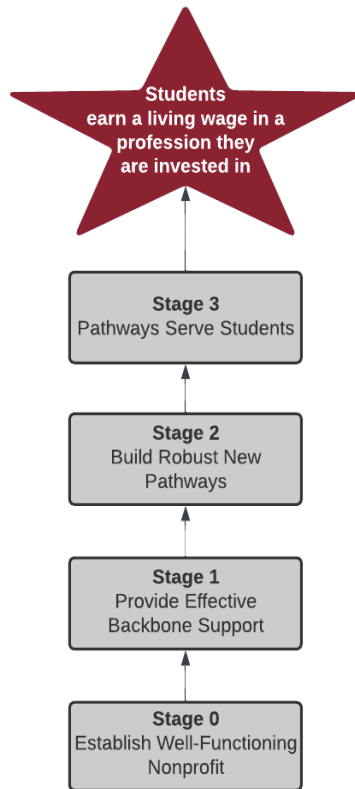 Students
earn a living wage in a
profession they
are invested in
Stage 3
Pathways Serve Students
Stage 2
Build Robust New
Pathways
Stage 1
Provide Effective
Backbone Support
Stage 0
Establish Well-Functioning
Nonprofit